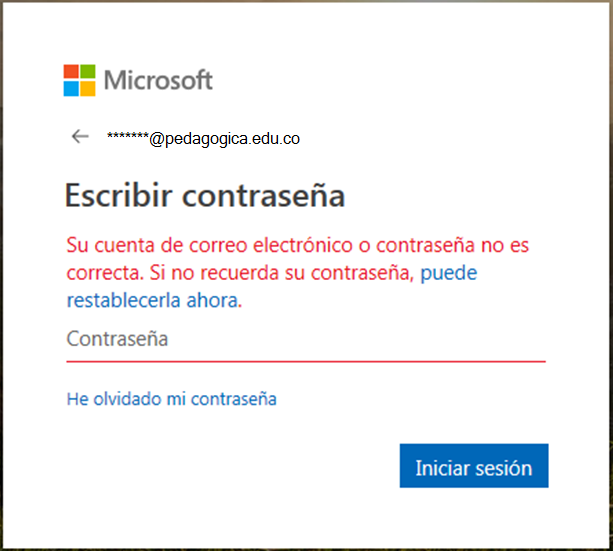 Microsoft
*******@pedagogica.edu.co
Escribir contraseña
Su cuenta de correo electrónico o contraseña no es
correcta. Si no recuerda su contraseña, puede
restablecerla ahora.
Contraseña
He olvidado mi contraseña
Iniciar sesión